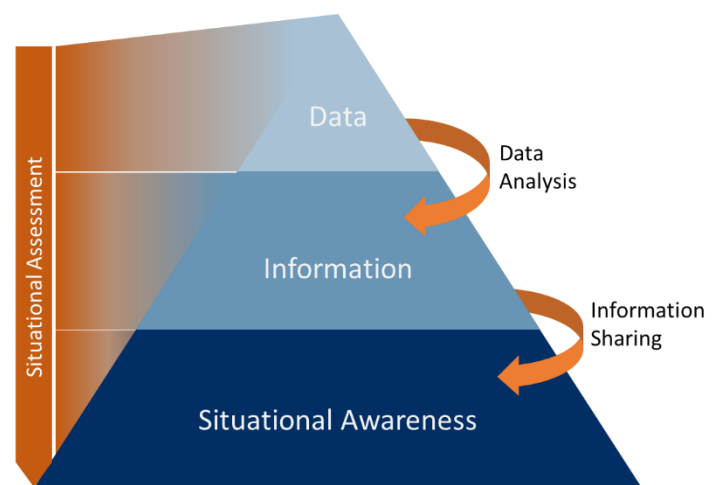 Situational Assessment
Data
Data
Analysis
Information
Information
Sharing
Situational Awareness